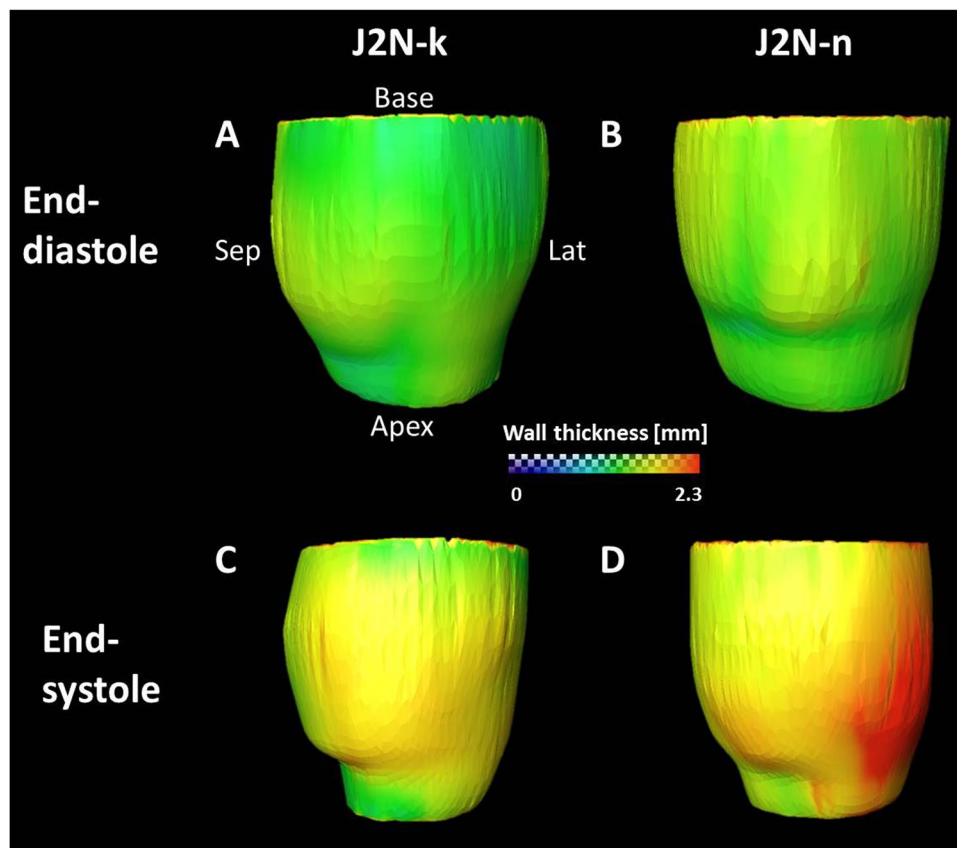 J2N-k
J2N-n
Base
A
B
End-
diastole
Sep
Lat
Apex
Wall thickness [mm]
0
2.3
C
D
End-
systole